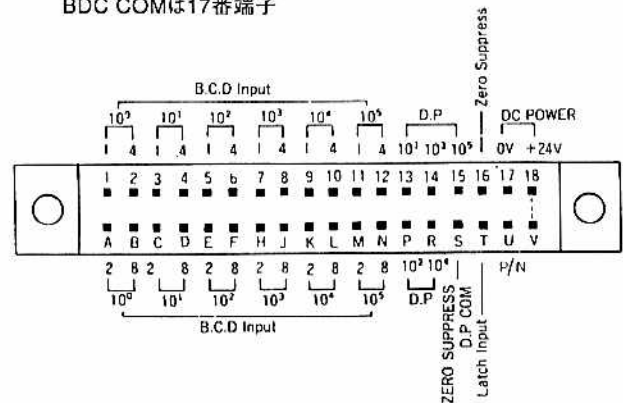 BDC COMは17番端子
Zero Suppress
B.C.D Input
10⁰ 10¹ 10² 10³ 10⁴ 10⁵ D.P DC POWER
1 4 1 4 1 4 1 4 1 4 1 4 10¹ 10³ 10⁵ 0V +24V
1 2 3 4 5 6 7 8 9 10 11 12 13 14 15 16 17 18
A B C D E F H J K L M N P R S T U V
2 8 2 8 2 8 2 8 2 8 2 8 10² 10⁴ P/N
10⁰ 10¹ 10² 10³ 10⁴ 10⁵ D.P
B.C.D Input
ZERO SUPPRESS
D.P COM
Latch Input